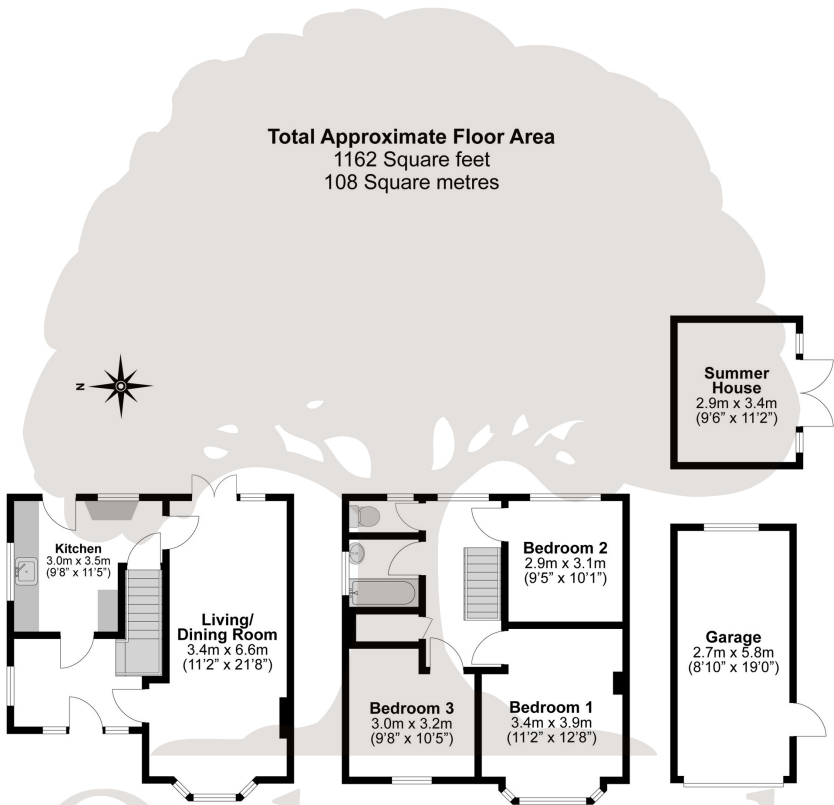 Total Approximate Floor Area
1162 Square feet
108 Square metres
N
Summer
House
2.9m x 3.4m
(9'6" x 11'2")
Kitchen
3.0m x 3.5m
(9'8" x 11'5")
Living/
Dining Room
3.4m x 6.6m
(11'2" x 21'8")
Bedroom 2
2.9m x 3.1m
(9'5" x 10'1")
Bedroom 3
3.0m x 3.2m
(9'8" x 10'5")
Bedroom 1
3.4m x 3.9m
(11'2" x 12'8")
Garage
2.7m x 5.8m
(8'10" x 19'0")